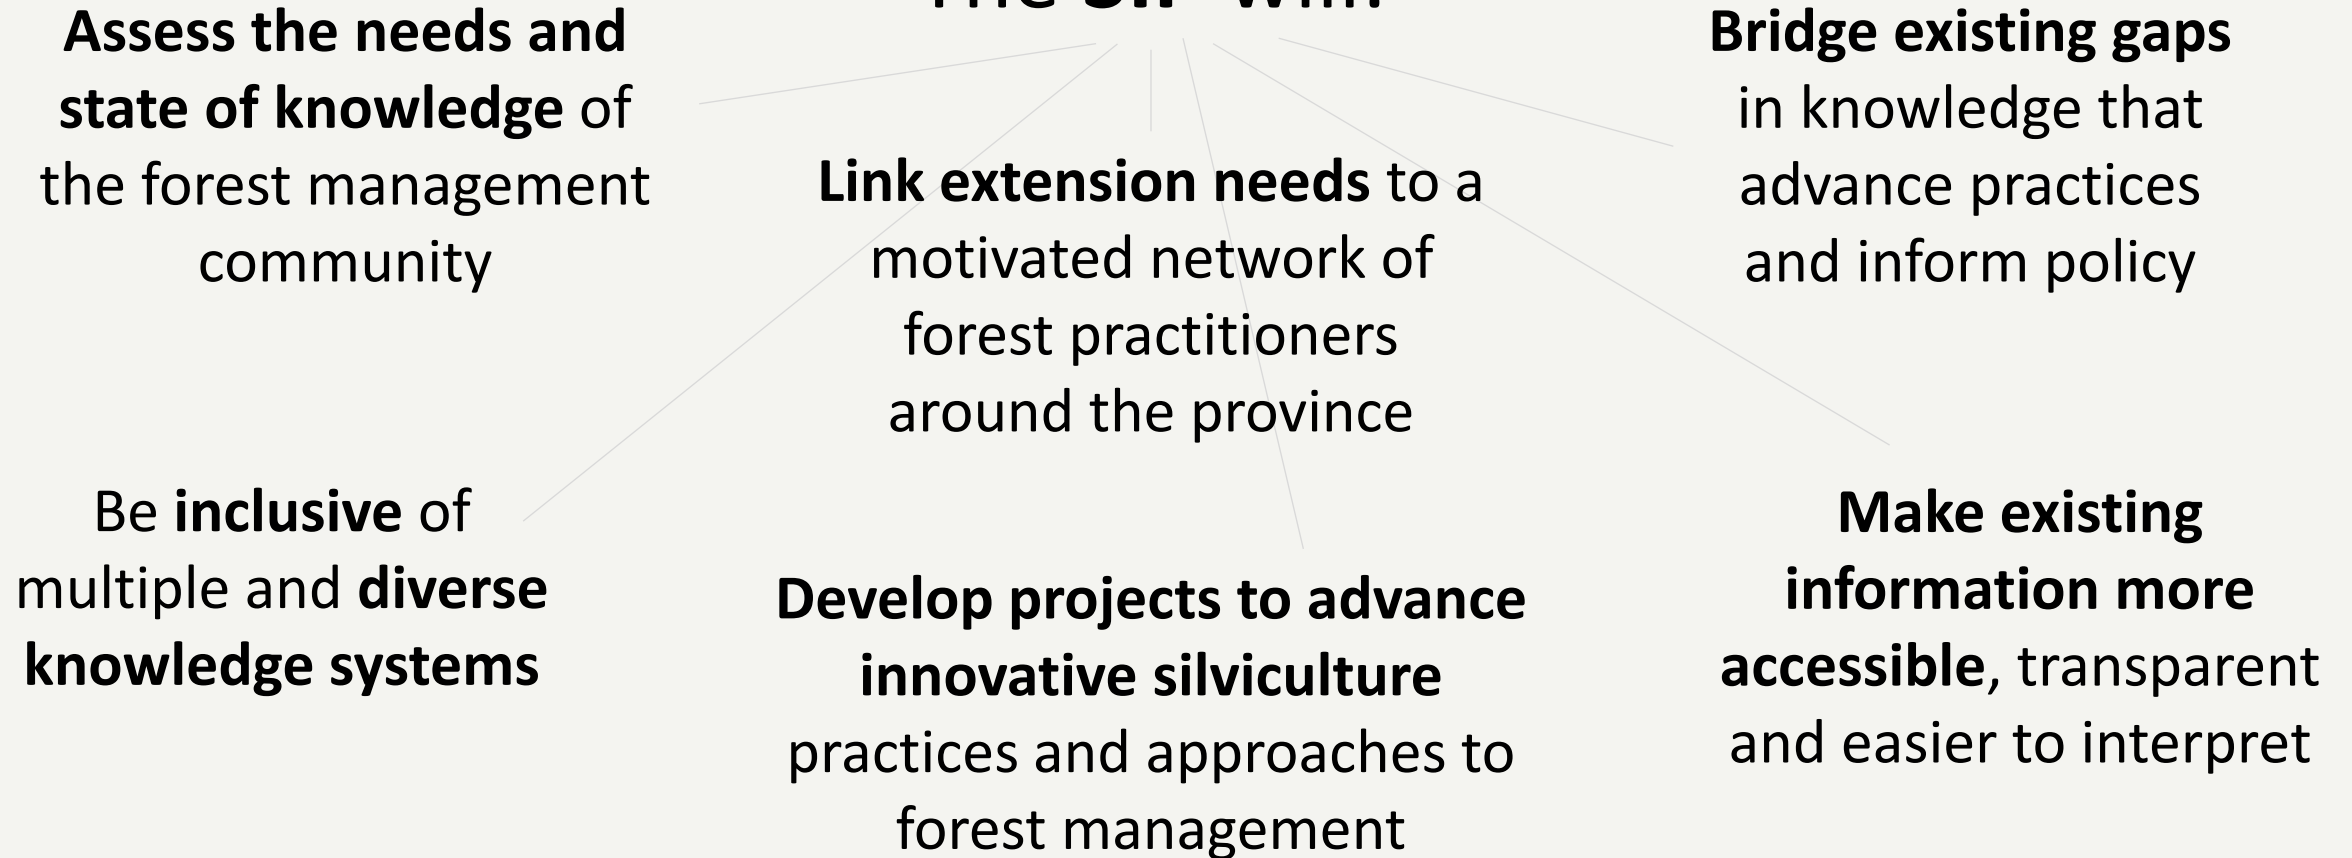 The SIP will:
Assess the needs and
state of knowledge of
the forest management
community
Link extension needs to a
motivated network of
forest practitioners
around the province
Bridge existing gaps
in knowledge that
advance practices
and inform policy
Be inclusive of
multiple and diverse
knowledge systems
Develop projects to advance
innovative silviculture
practices and approaches to
forest management
Make existing
information more
accessible, transparent
and easier to interpret